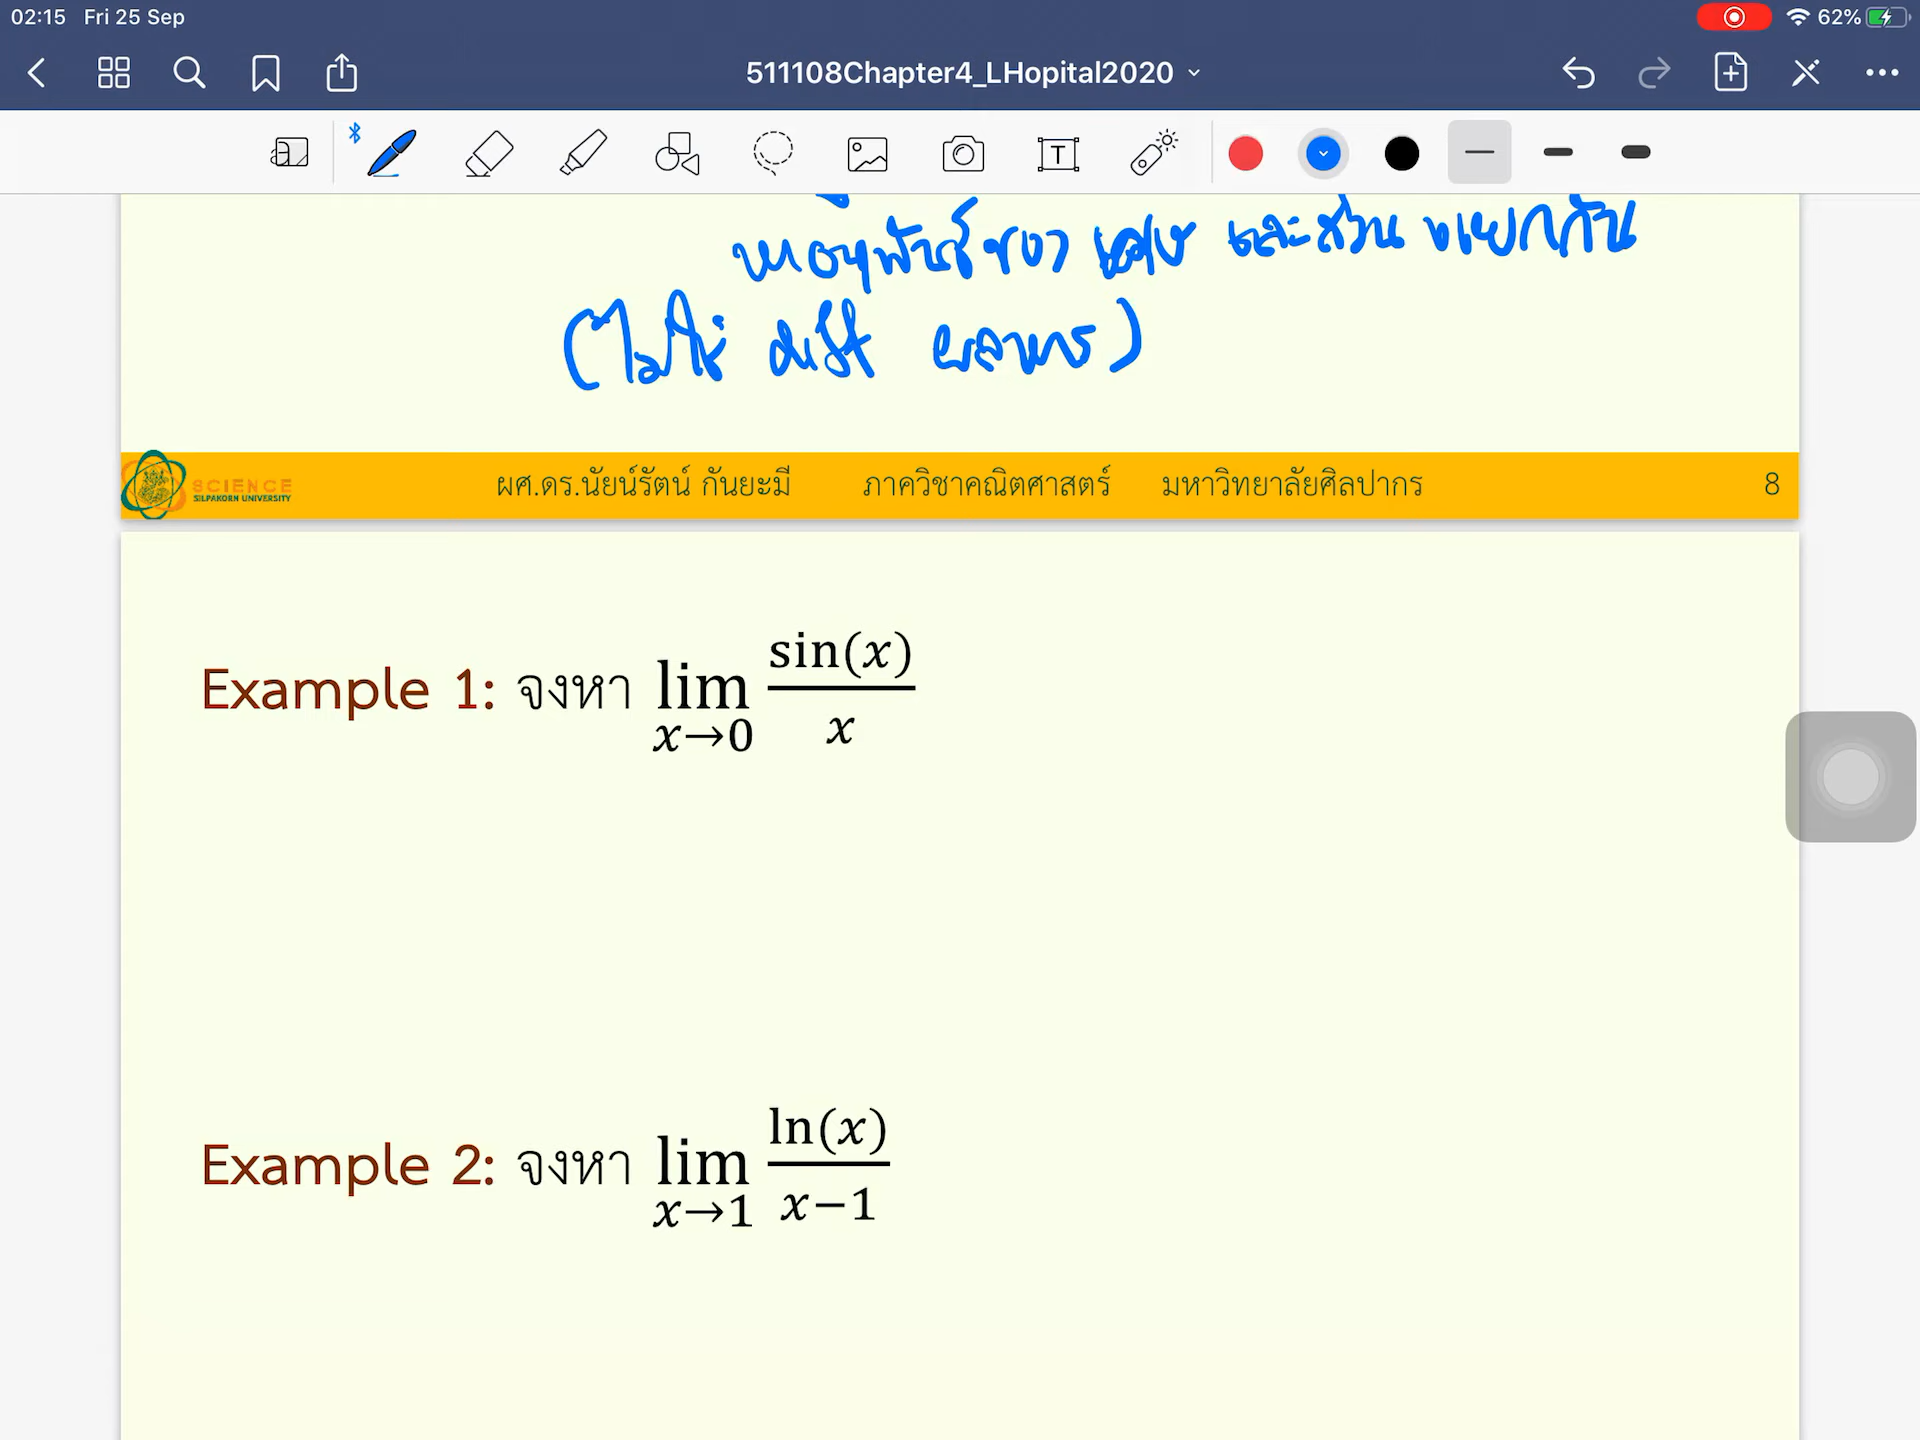 02:15 Fri 25 Sep 62%
511108Chapter4_LHopital2020
หาอนุพันธ์ของ เศษ และส่วน แยกกัน
(ไม่ใช่ diff ผลหาร)
SCIENCE
SILPAKORN UNIVERSITY
ผศ.ดร.นัยน์รัตน์ กันยะมี ภาควิชาคณิตศาสตร์ มหาวิทยาลัยศิลปากร 8
Example 1: จงหา lim x→0 sin(x)/x
Example 2: จงหา lim x→1 ln(x)/x−1